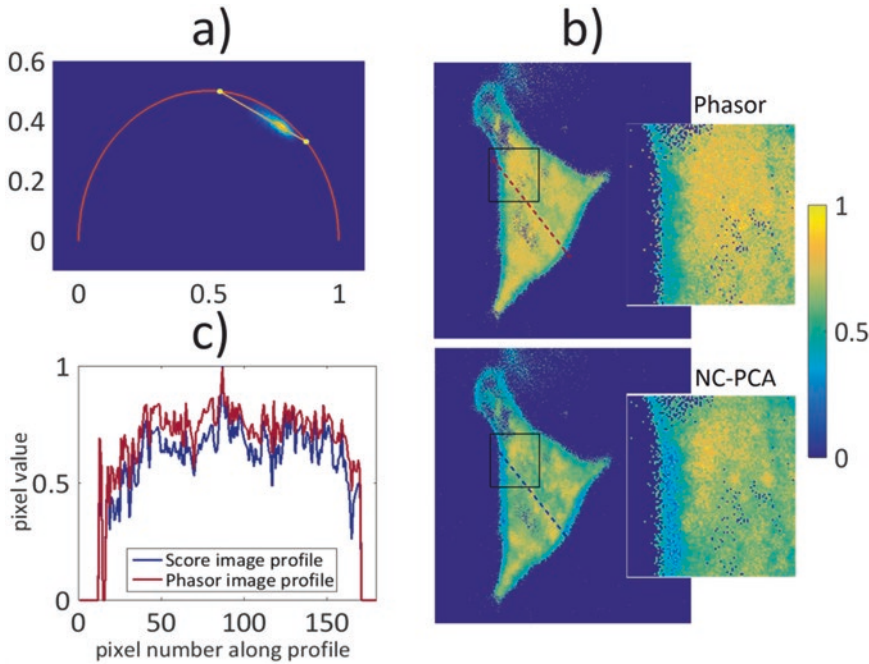 a)
0.6
0.4
0.2
0
0 0.5 1
b)
Phasor
NC-PCA
1
0.5
0
c)
1
0.5
0
pixel value
Score image profile
Phasor image profile
0 50 100 150
pixel number along profile